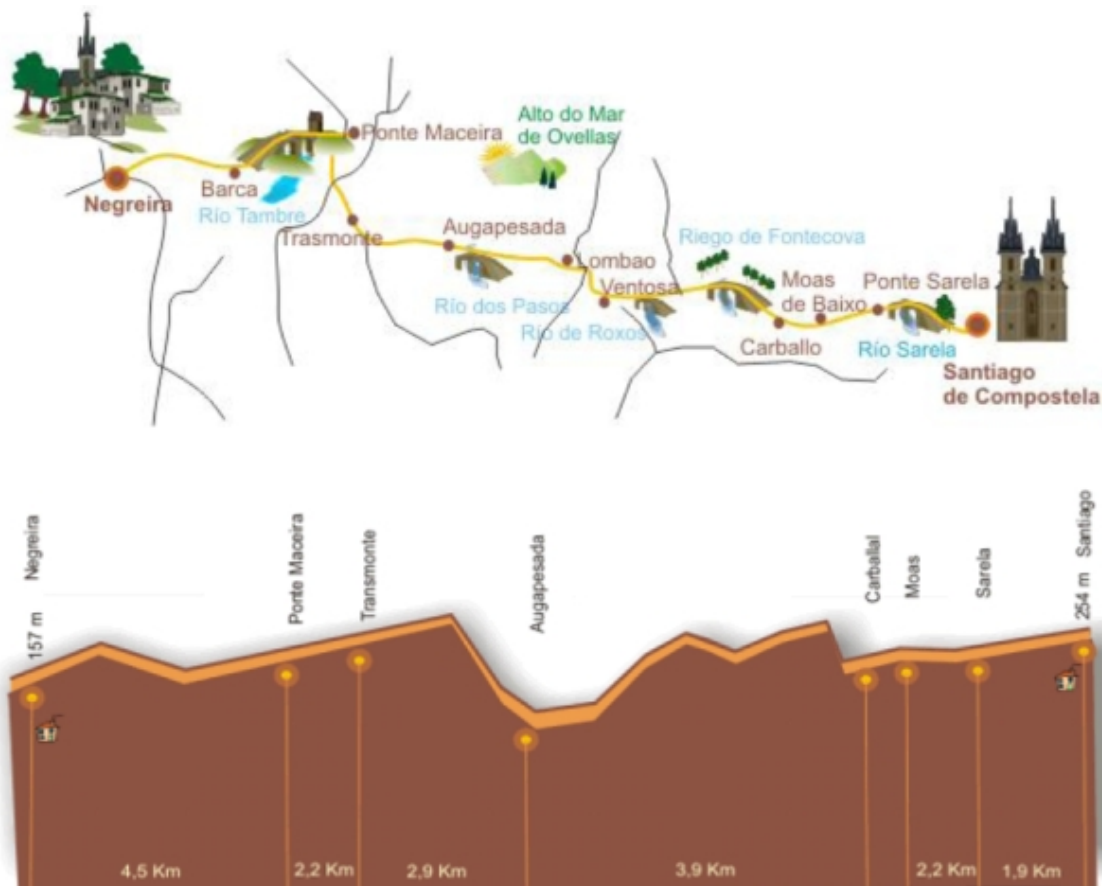 Ponte Maceira
Alto do Mar
de Ovellas
Barca
Negreira
Río Tambre
Trasmonte
Augapesada
Lombao
Riego de Fontecova
Río dos Pasos
Ventosa
Río de Roxos
Moas
de Baixo
Ponte Sarela
Carballo
Río Sarela
Santiago
de Compostela
157 m Negreira
Ponte Maceira
Transmonte
Augapesada
Carballal
Moas
Sarela
254 m Santiago
4,5 Km
2,2 Km
2,9 Km
3,9 Km
2,2 Km
1,9 Km